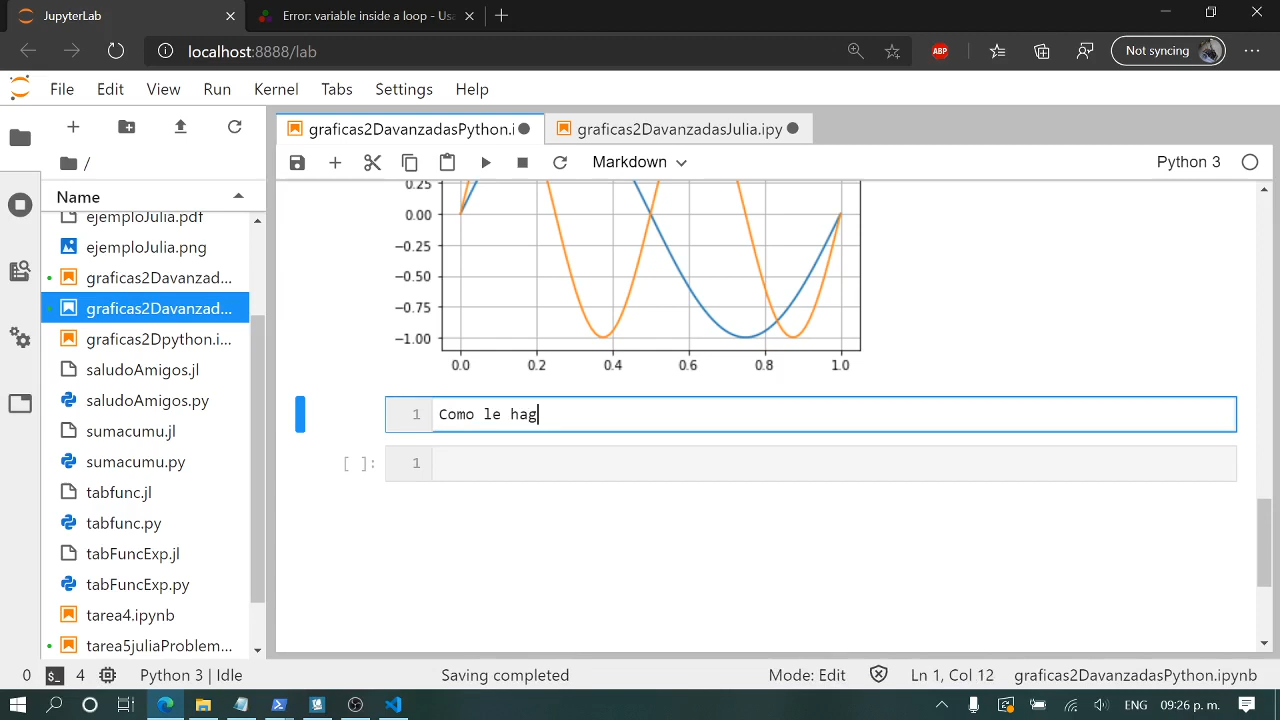 JupyterLab
Error: variable inside a loop - Usa
localhost:8888/lab
ABP
Not syncing
File Edit View Run Kernel Tabs Settings Help
graficas2DavanzadasPython.i
graficas2DavanzadasJulia.ipy
/
Markdown
Python 3
Name
ejemploJulia.pdf
ejemploJulia.png
graficas2Davanzad...
graficas2Davanzad...
graficas2Dpython.i...
saludoAmigos.jl
saludoAmigos.py
sumacumu.jl
sumacumu.py
tabfunc.jl
tabfunc.py
tabFuncExp.jl
tabFuncExp.py
tarea4.ipynb
tarea5juliaProblem...
0.25
0.00
−0.25
−0.50
−0.75
−1.00
0.0 0.2 0.4 0.6 0.8 1.0
1 Como le hag
[ ]: 1
0 $_ 4 Python 3 | Idle Saving completed Mode: Edit Ln 1, Col 12 graficas2DavanzadasPython.ipynb
ENG 09:26 p. m.